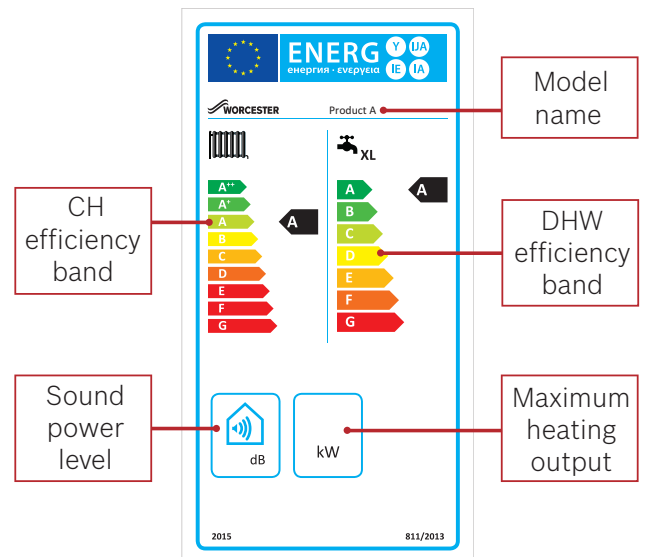 ENERG Y IJA
енергия · ενεργεια IE IA
WORCESTER
Product A
Model
name
XL
A++
A+
A
B
C
D
E
F
G
A
A
B
C
D
E
F
G
A
CH
efficiency
band
DHW
efficiency
band
Sound
power
level
dB
kW
Maximum
heating
output
2015
811/2013